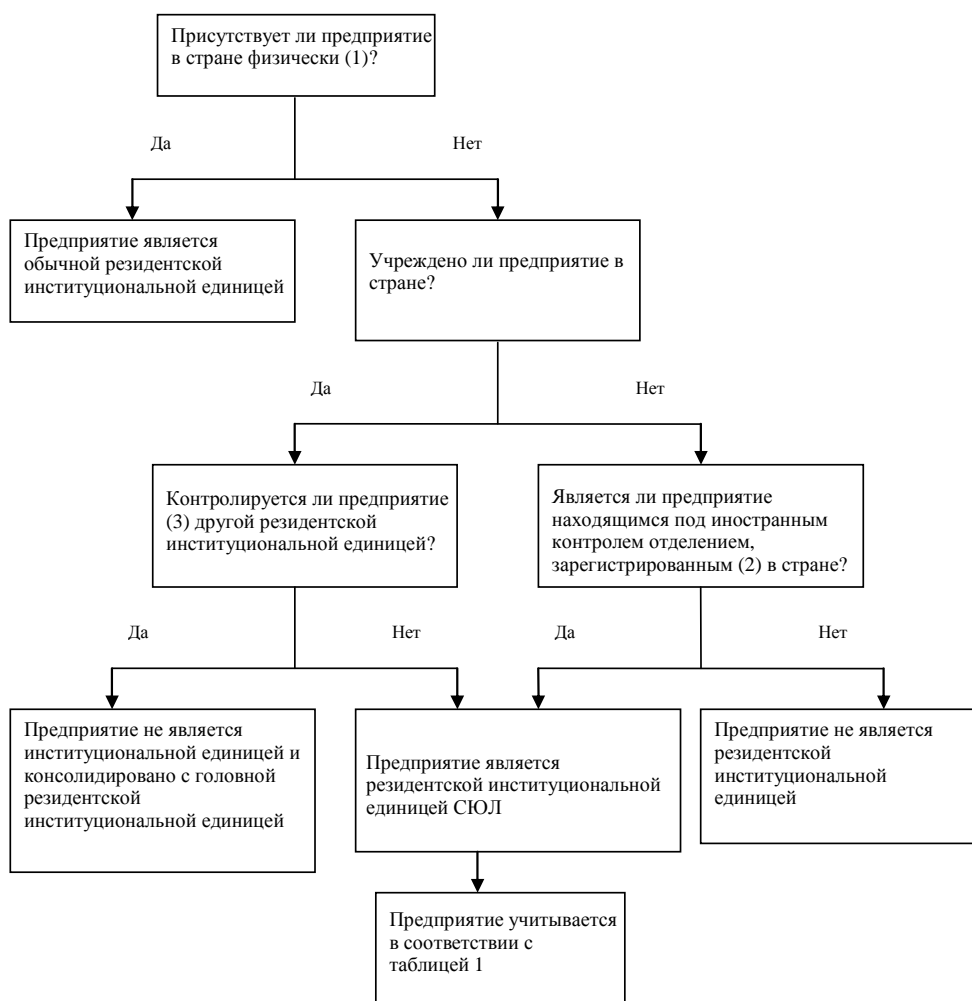 Присутствует ли предприятие
в стране физически (1)?
Да
Нет
Предприятие является
обычной резидентской
институциональной единицей
Учреждено ли предприятие в
стране?
Да
Нет
Контролируется ли предприятие
(3) другой резидентской
институциональной единицей?
Является ли предприятие
находящимся под иностранным
контролем отделением,
зарегистрированным (2) в стране?
Да
Нет
Да
Нет
Предприятие не является
институциональной единицей и
консолидировано с головной
резидентской
институциональной единицей
Предприятие является
резидентской институциональной
единицей СЮЛ
Предприятие не является
резидентской
институциональной
единицей
Предприятие учитывается
в соответствии с
таблицей 1